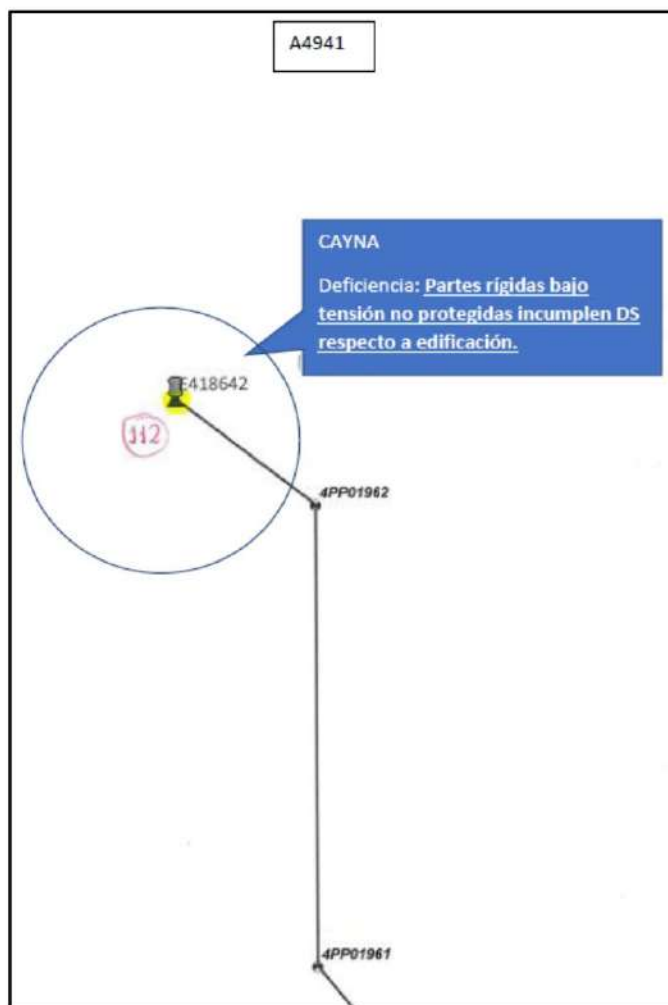 A4941
CAYNA
Deficiencia: Partes rígidas bajo
tensión no protegidas incumplen DS
respecto a edificación.
E418642
112
4PP01962
4PP01961